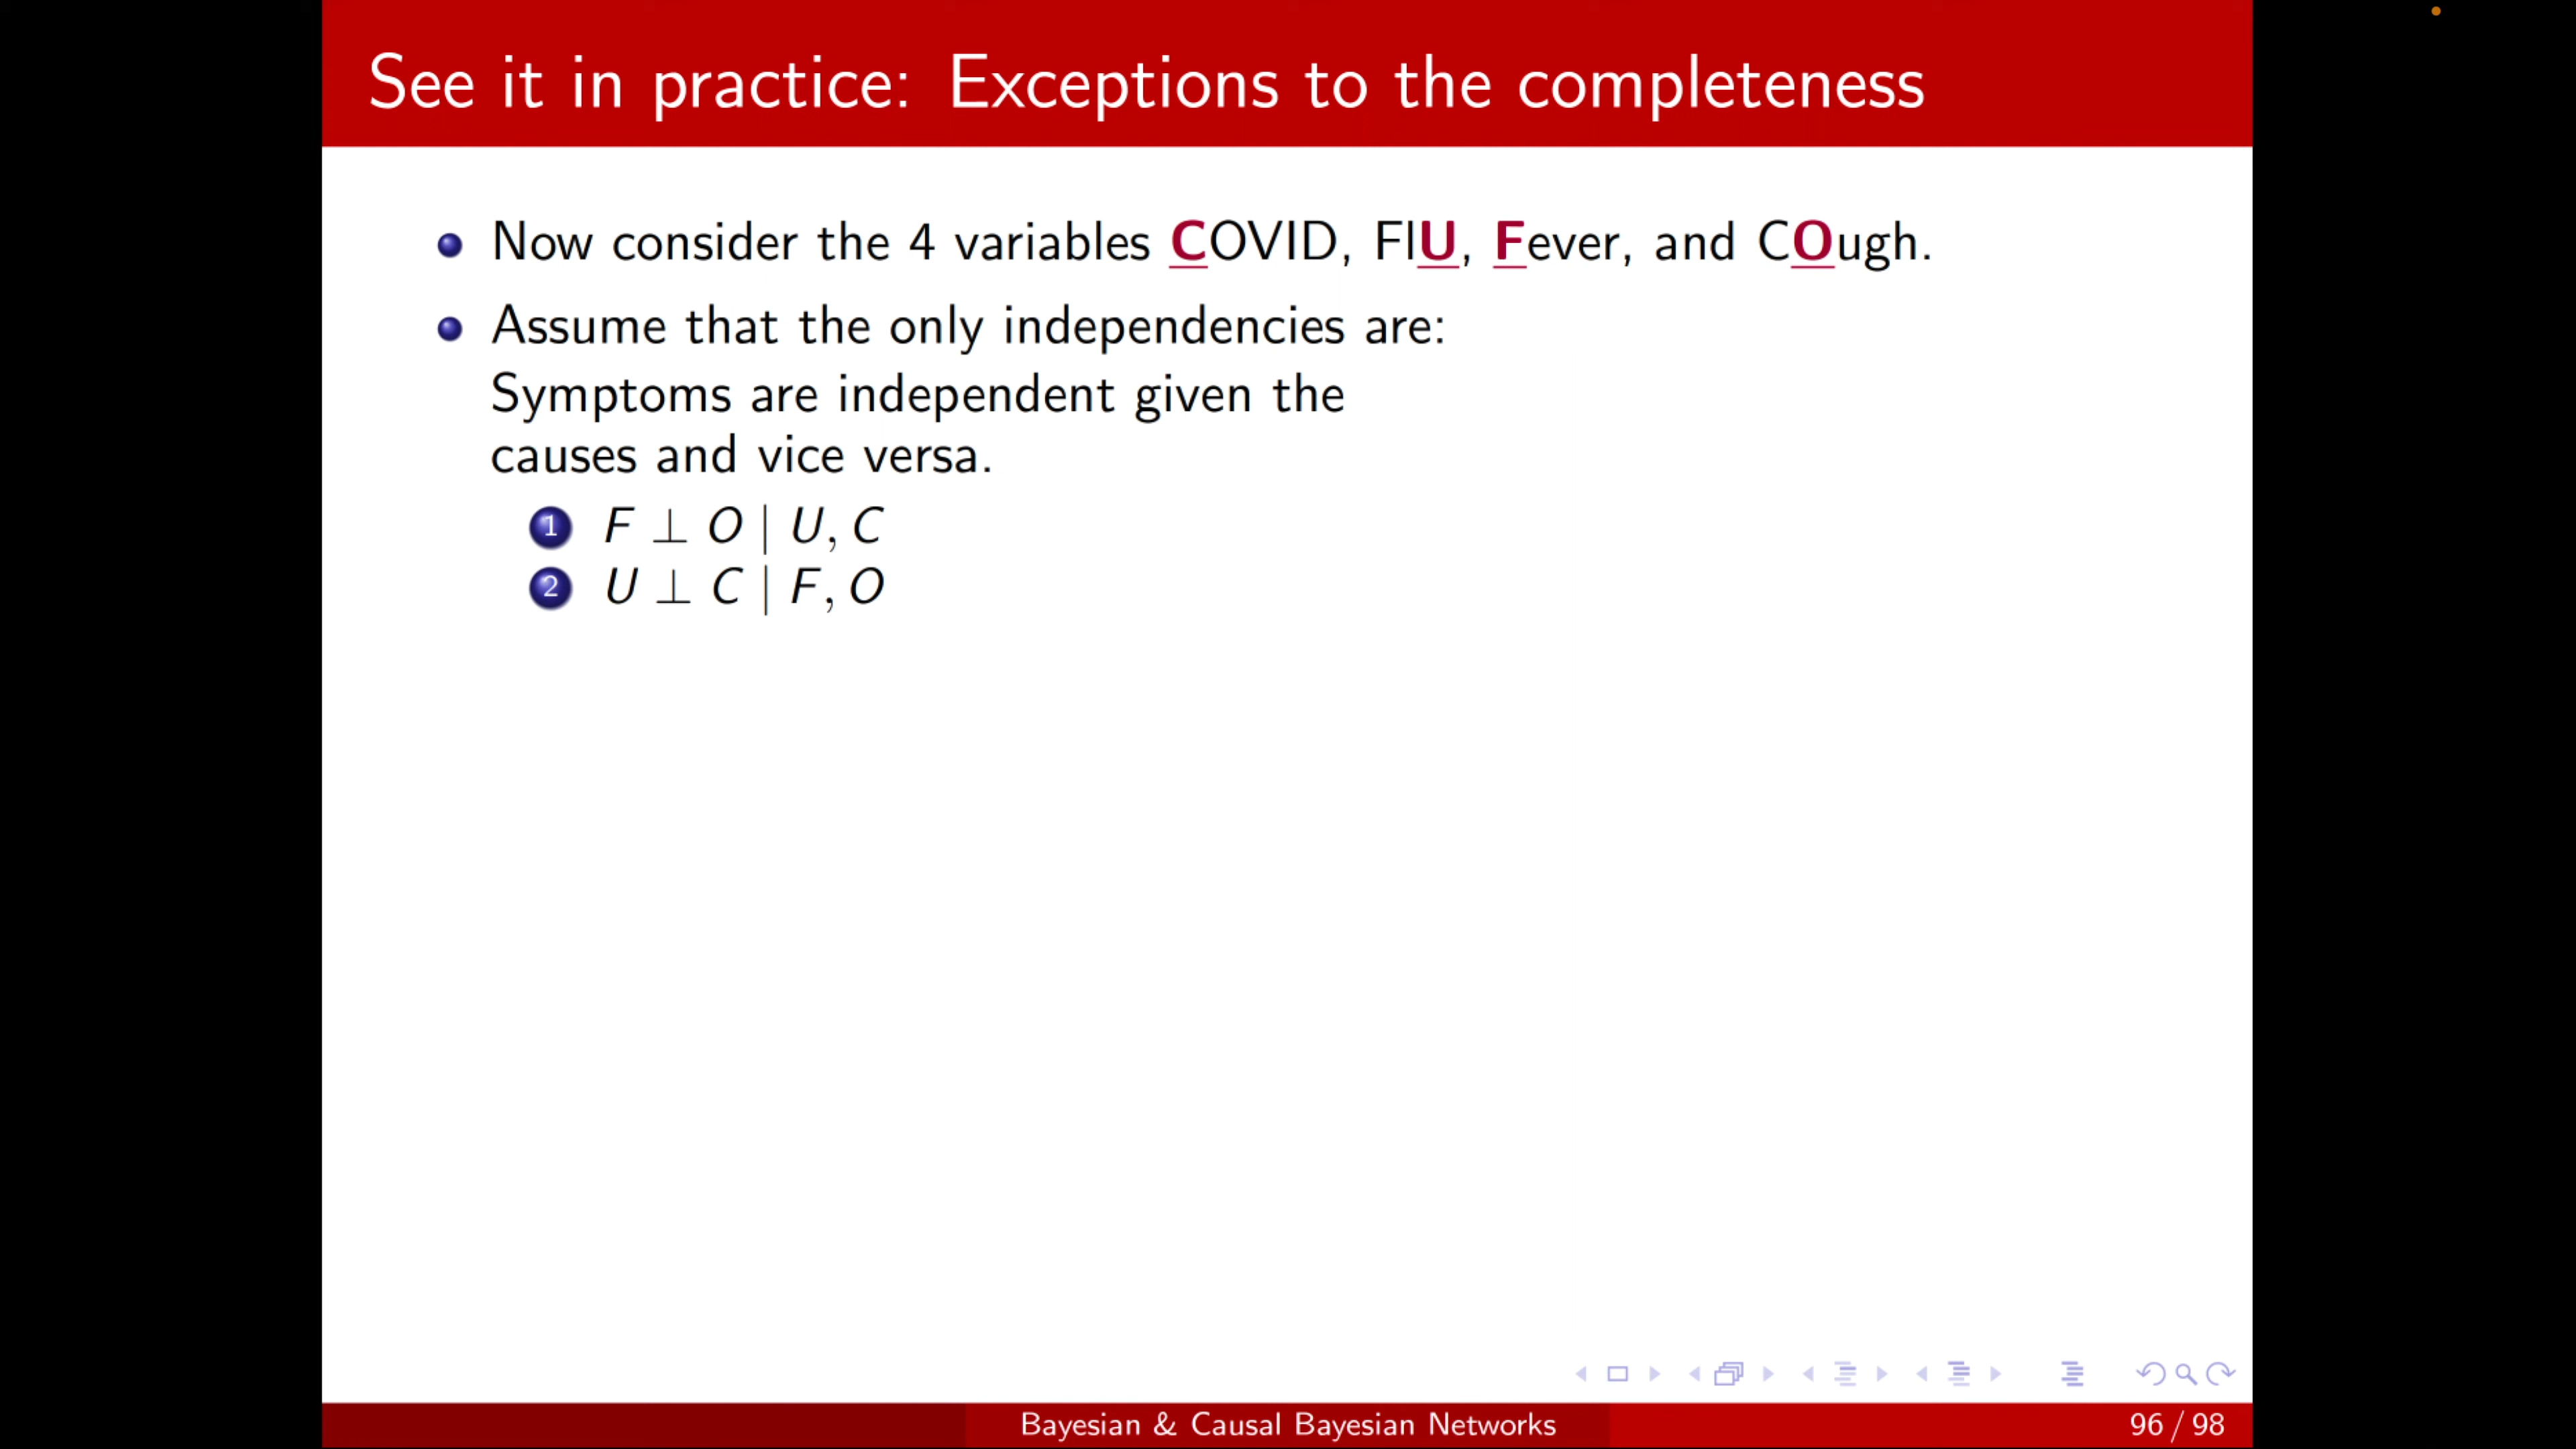 See it in practice: Exceptions to the completeness
Now consider the 4 variables COVID, FlU, Fever, and COugh.
Assume that the only independencies are:
Symptoms are independent given the
causes and vice versa.
1 F ⊥ O | U, C
2 U ⊥ C | F, O
Bayesian & Causal Bayesian Networks
96 / 98